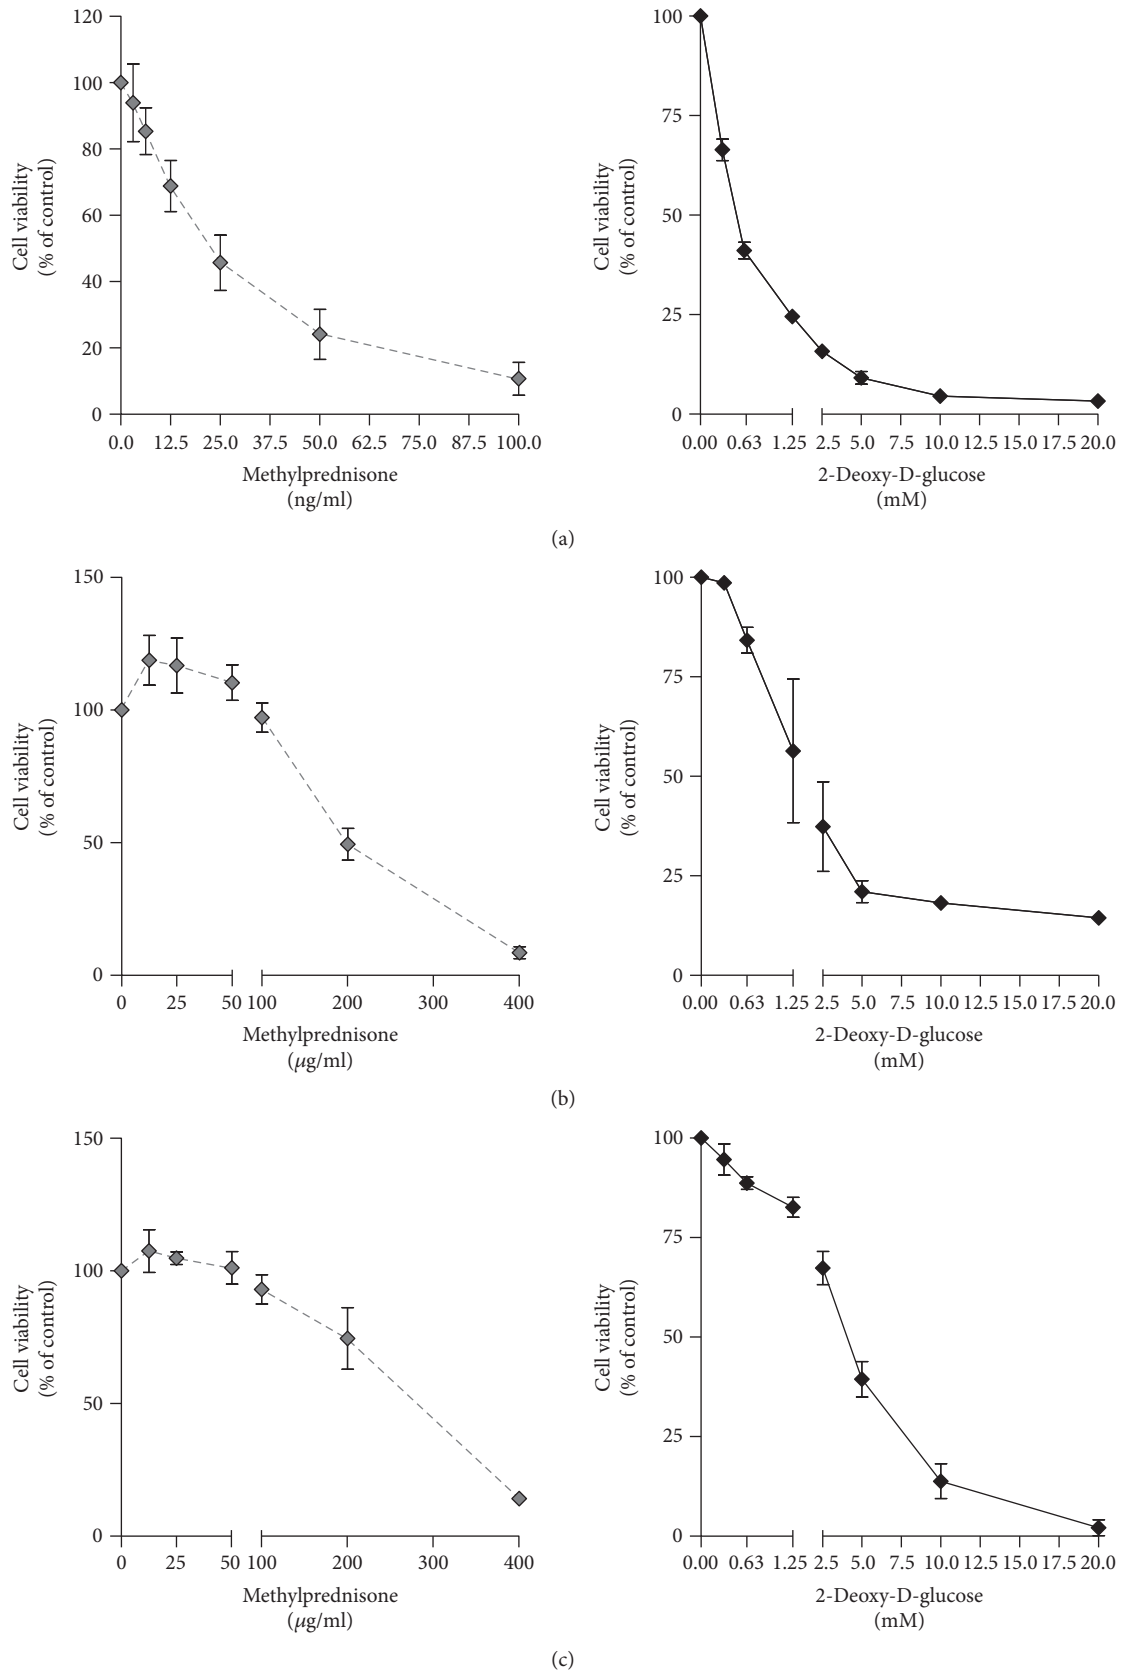 120
100
80
60
40
20
0
Cell viability
(% of control)
0.0 12.5 25.0 37.5 50.0 62.5 75.0 87.5 100.0
Methylprednisone
(ng/ml)
100
75
50
25
0
Cell viability
(% of control)
0.00 0.63 1.25 2.5 5.0 7.5 10.0 12.5 15.0 17.5 20.0
2-Deoxy-D-glucose
(mM)
(a)
150
100
50
0
Cell viability
(% of control)
0 25 50 100 200 300 400
Methylprednisone
(μg/ml)
100
75
50
25
0
Cell viability
(% of control)
0.00 0.63 1.25 2.5 5.0 7.5 10.0 12.5 15.0 17.5 20.0
2-Deoxy-D-glucose
(mM)
(b)
150
100
50
0
Cell viability
(% of control)
0 25 50 100 200 300 400
Methylprednisone
(μg/ml)
100
75
50
25
0
Cell viability
(% of control)
0.00 0.63 1.25 2.5 5.0 7.5 10.0 12.5 15.0 17.5 20.0
2-Deoxy-D-glucose
(mM)
(c)